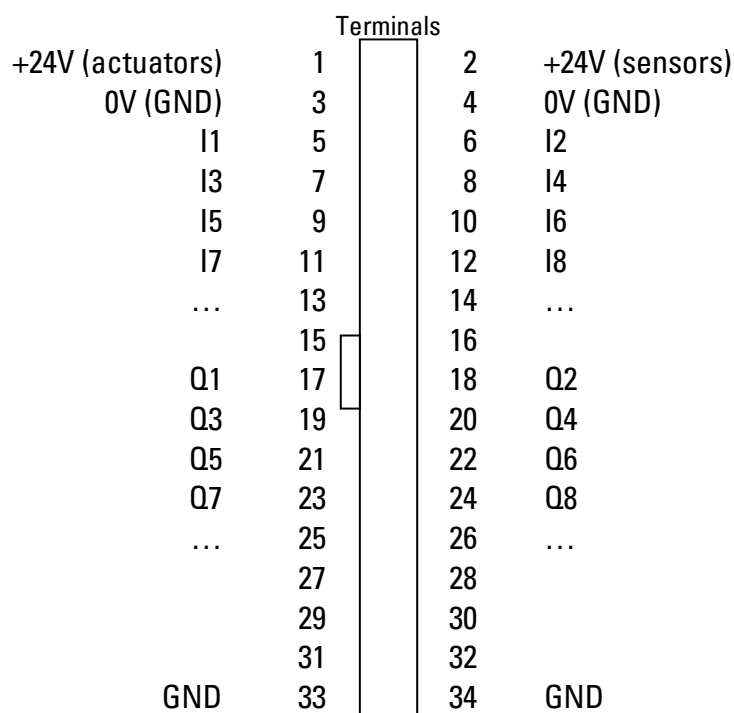 Terminals
+24V (actuators) 1 2 +24V (sensors)
0V (GND) 3 4 0V (GND)
I1 5 6 I2
I3 7 8 I4
I5 9 10 I6
I7 11 12 I8
... 13 14 ...
15 16
Q1 17 18 Q2
Q3 19 20 Q4
Q5 21 22 Q6
Q7 23 24 Q8
... 25 26 ...
27 28
29 30
31 32
GND 33 34 GND